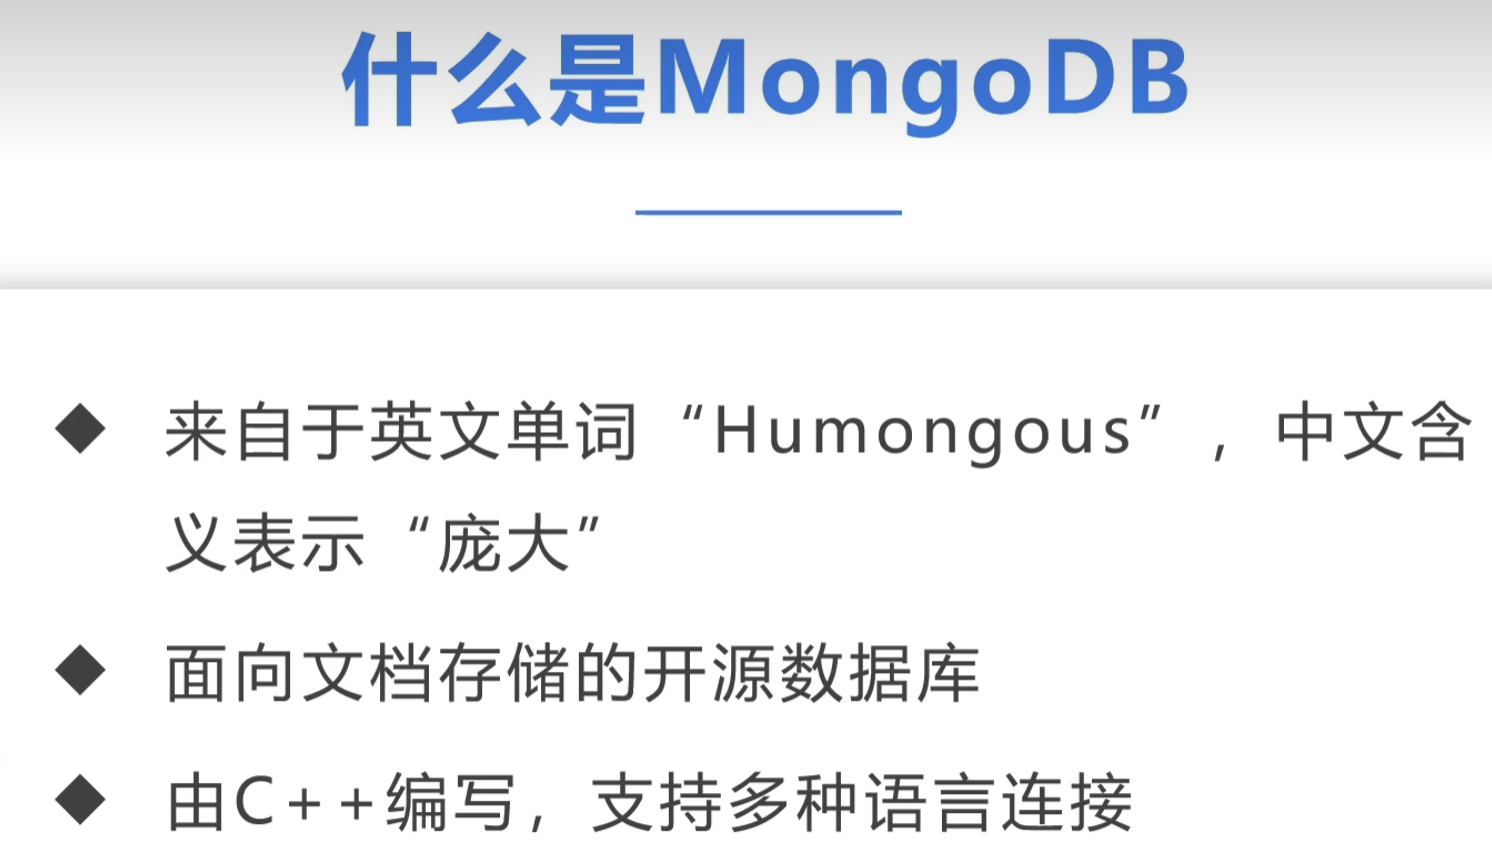 什么是MongoDB
◆ 来自于英文单词“Humongous”，中文含
义表示“庞大”
◆ 面向文档存储的开源数据库
◆ 由C++编写，支持多种语言连接